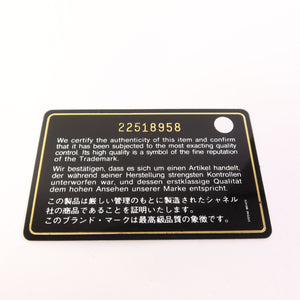 22518958
We certify the authenticity of this item and confirm
that it has been subjected to the most exacting quality
control. Its high quality is a symbol of the fine reputation
of the Trademark.
Wir bestätigen, dass es sich um einen Artikel handelt,
der während seiner Herstellung strengsten Kontrollen
unterworfen war, und dessen erstklassige Qualität
dem hohen Ansehen unserer Marke entspricht.
この製品は厳しい管理のもとに製造されたシャネル
社の商品であることを証明いたします。
このブランド・マークは最高級品質の象徴です。